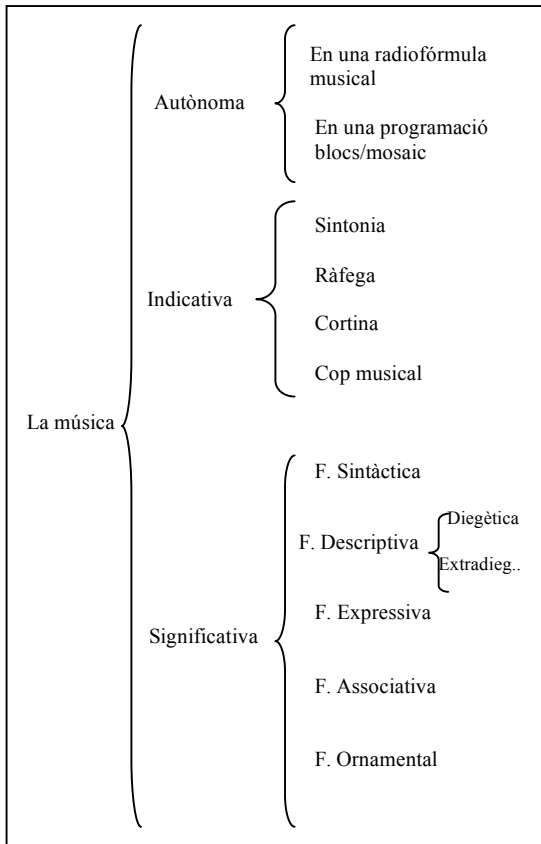 La música
Autònoma
En una radiofórmula
musical
En una programació
blocs/mosaic
Indicativa
Sintonia
Ràfega
Cortina
Cop musical
Significativa
F. Sintàctica
F. Descriptiva
Diegètica
Extradieg..
F. Expressiva
F. Associativa
F. Ornamental